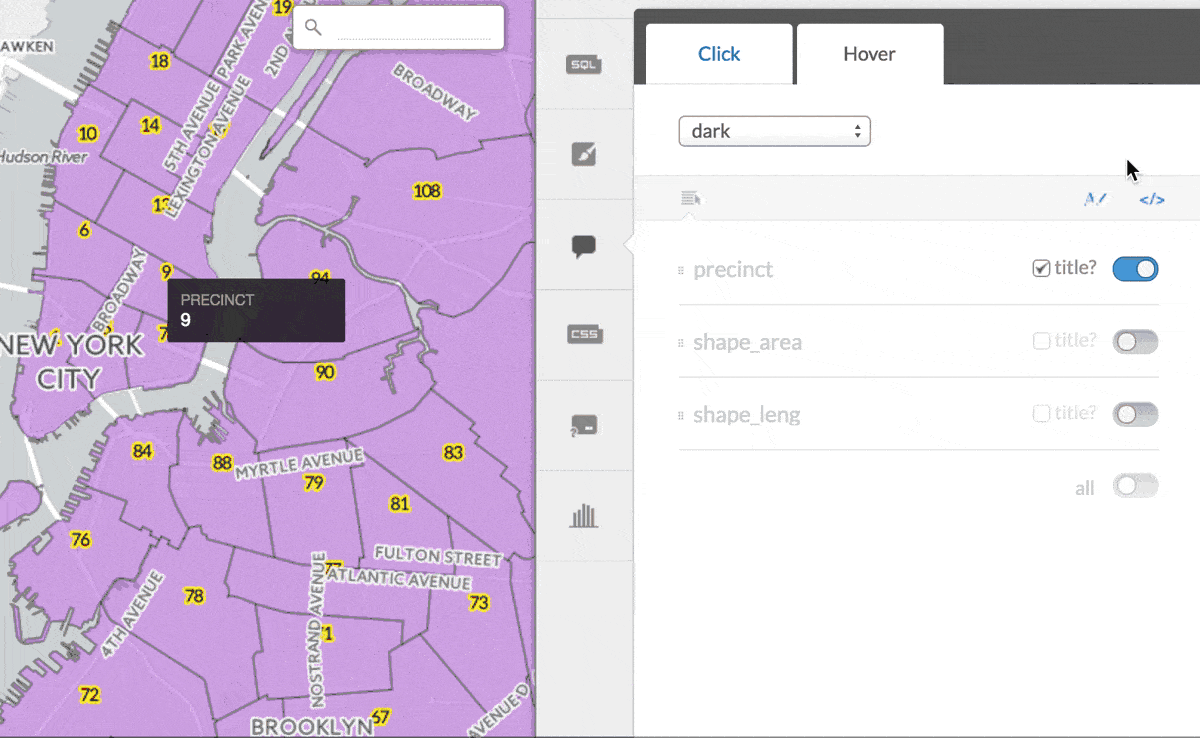 19
AWKEN
18
PARK AVENUE
2ND A
BROADWAY
5TH AVENUE
LEXINGTON AVENUE
14
10
Hudson River
108
13
6
9
94
BROADWAY
PRECINCT
9
7
NEW YORK
CITY
90
84
88
MYRTLE AVENUE
79
83
81
76
FULTON STREET
77
ATLANTIC AVENUE
NOSTRAND AVENUE
78
73
4TH AVENUE
71
72
67
BROOKLYN
AVENUE D
SQL
CSS
?
Click
Hover
dark
A
</>
precinct
title?
shape_area
title?
shape_leng
title?
all